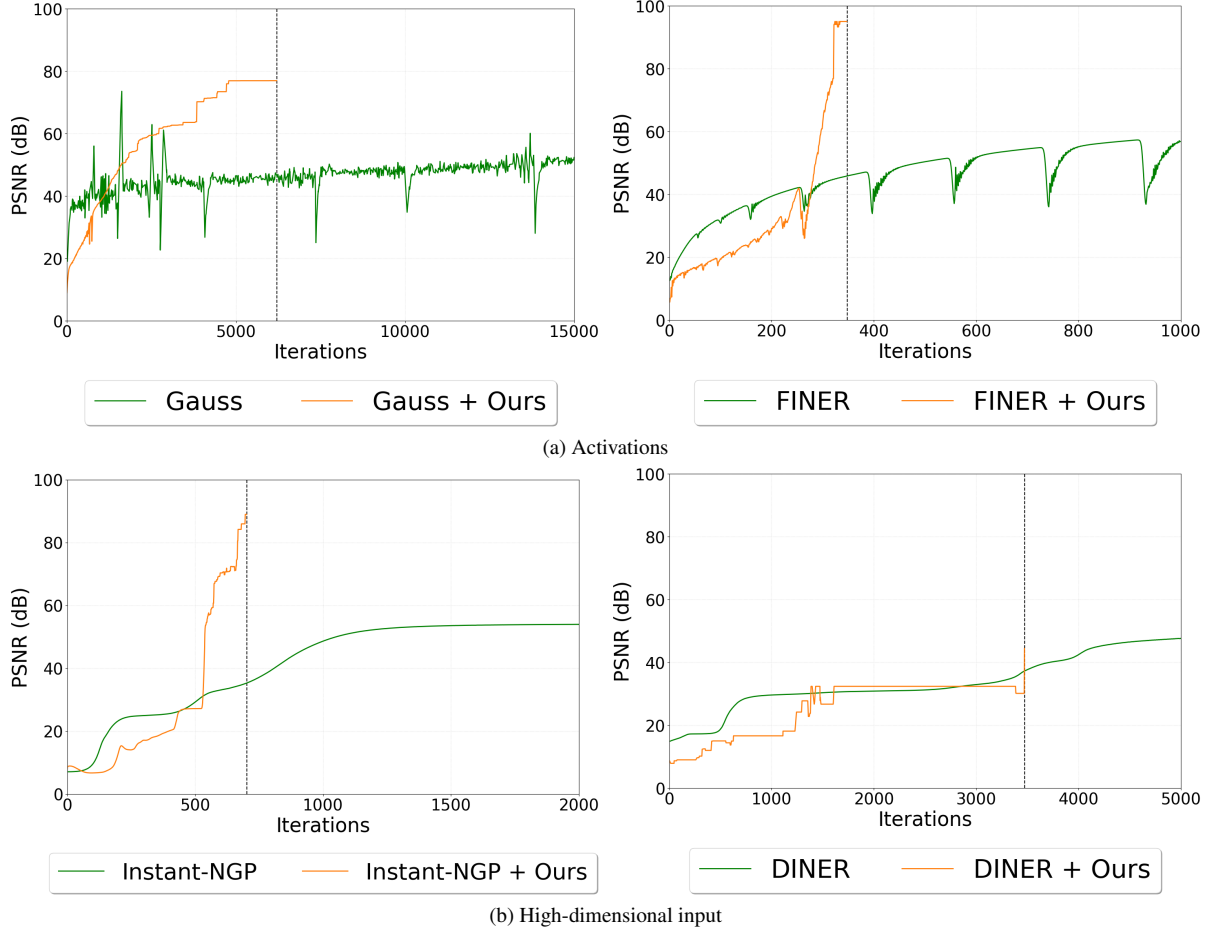 100
80
60
40
20
0
PSNR (dB)
0 5000 10000 15000
Iterations
Gauss Gauss + Ours
100
80
60
40
20
0
PSNR (dB)
0 200 400 600 800 1000
Iterations
FINER FINER + Ours
(a) Activations
100
80
60
40
20
0
PSNR (dB)
0 500 1000 1500 2000
Iterations
Instant-NGP Instant-NGP + Ours
100
80
60
40
20
0
PSNR (dB)
0 1000 2000 3000 4000 5000
Iterations
DINER DINER + Ours
(b) High-dimensional input